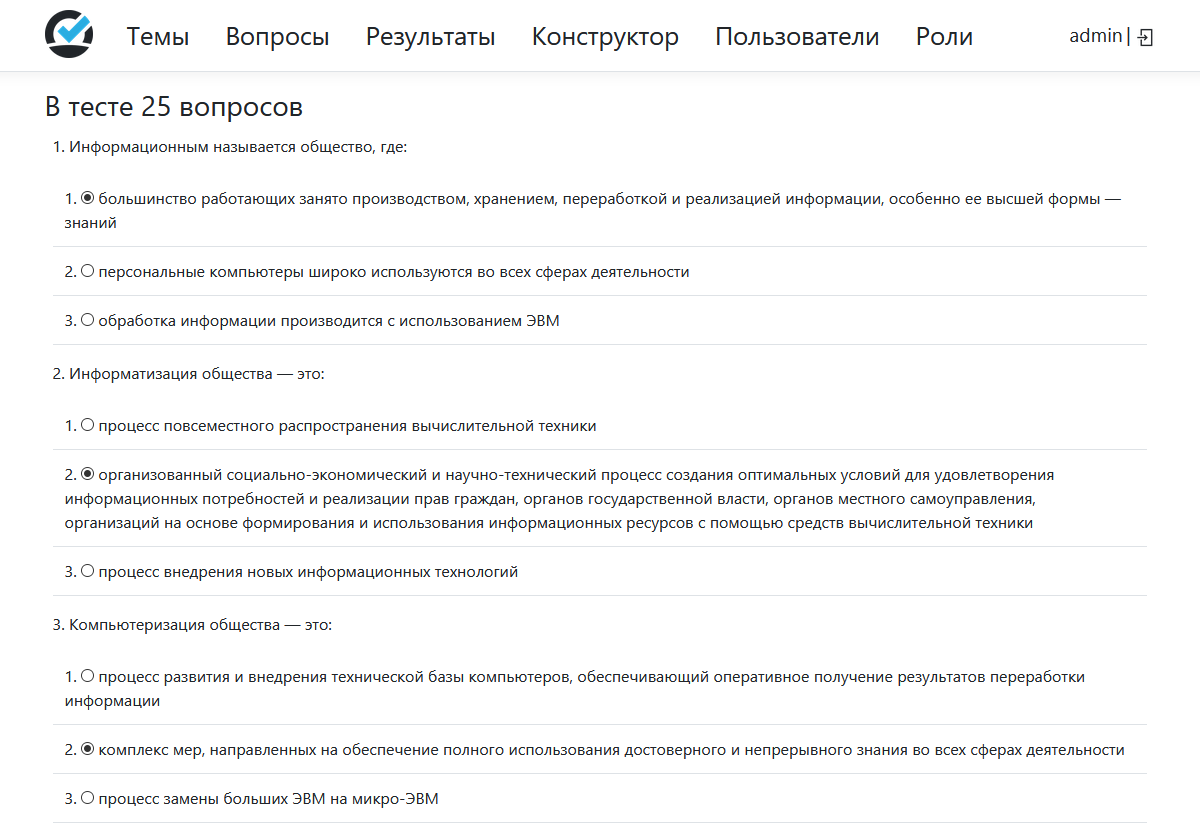 Темы Вопросы Результаты Конструктор Пользователи Роли admin |
В тесте 25 вопросов
1. Информационным называется общество, где:
1. большинство работающих занято производством, хранением, переработкой и реализацией информации, особенно ее высшей формы —
знаний
2. персональные компьютеры широко используются во всех сферах деятельности
3. обработка информации производится с использованием ЭВМ
2. Информатизация общества — это:
1. процесс повсеместного распространения вычислительной техники
2. организованный социально-экономический и научно-технический процесс создания оптимальных условий для удовлетворения
информационных потребностей и реализации прав граждан, органов государственной власти, органов местного самоуправления,
организаций на основе формирования и использования информационных ресурсов с помощью средств вычислительной техники
3. процесс внедрения новых информационных технологий
3. Компьютеризация общества — это:
1. процесс развития и внедрения технической базы компьютеров, обеспечивающий оперативное получение результатов переработки
информации
2. комплекс мер, направленных на обеспечение полного использования достоверного и непрерывного знания во всех сферах деятельности
3. процесс замены больших ЭВМ на микро-ЭВМ